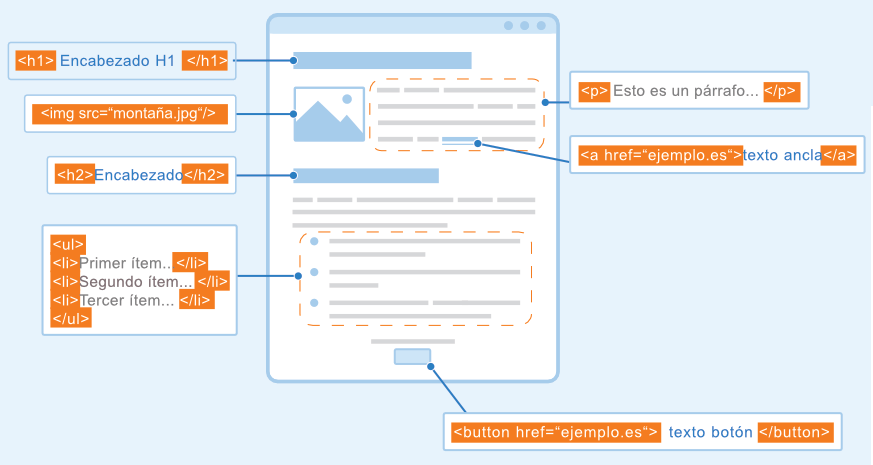 <h1> Encabezado H1 </h1>
<img src=“montaña.jpg“/>
<h2>Encabezado</h2>
<ul>
<li>Primer ítem...</li>
<li>Segundo ítem... </li>
<li>Tercer ítem... </li>
</ul>
<p> Esto es un párrafo... </p>
<a href=“ejemplo.es“>texto ancla</a>
<button href=“ejemplo.es“> texto botón </button>